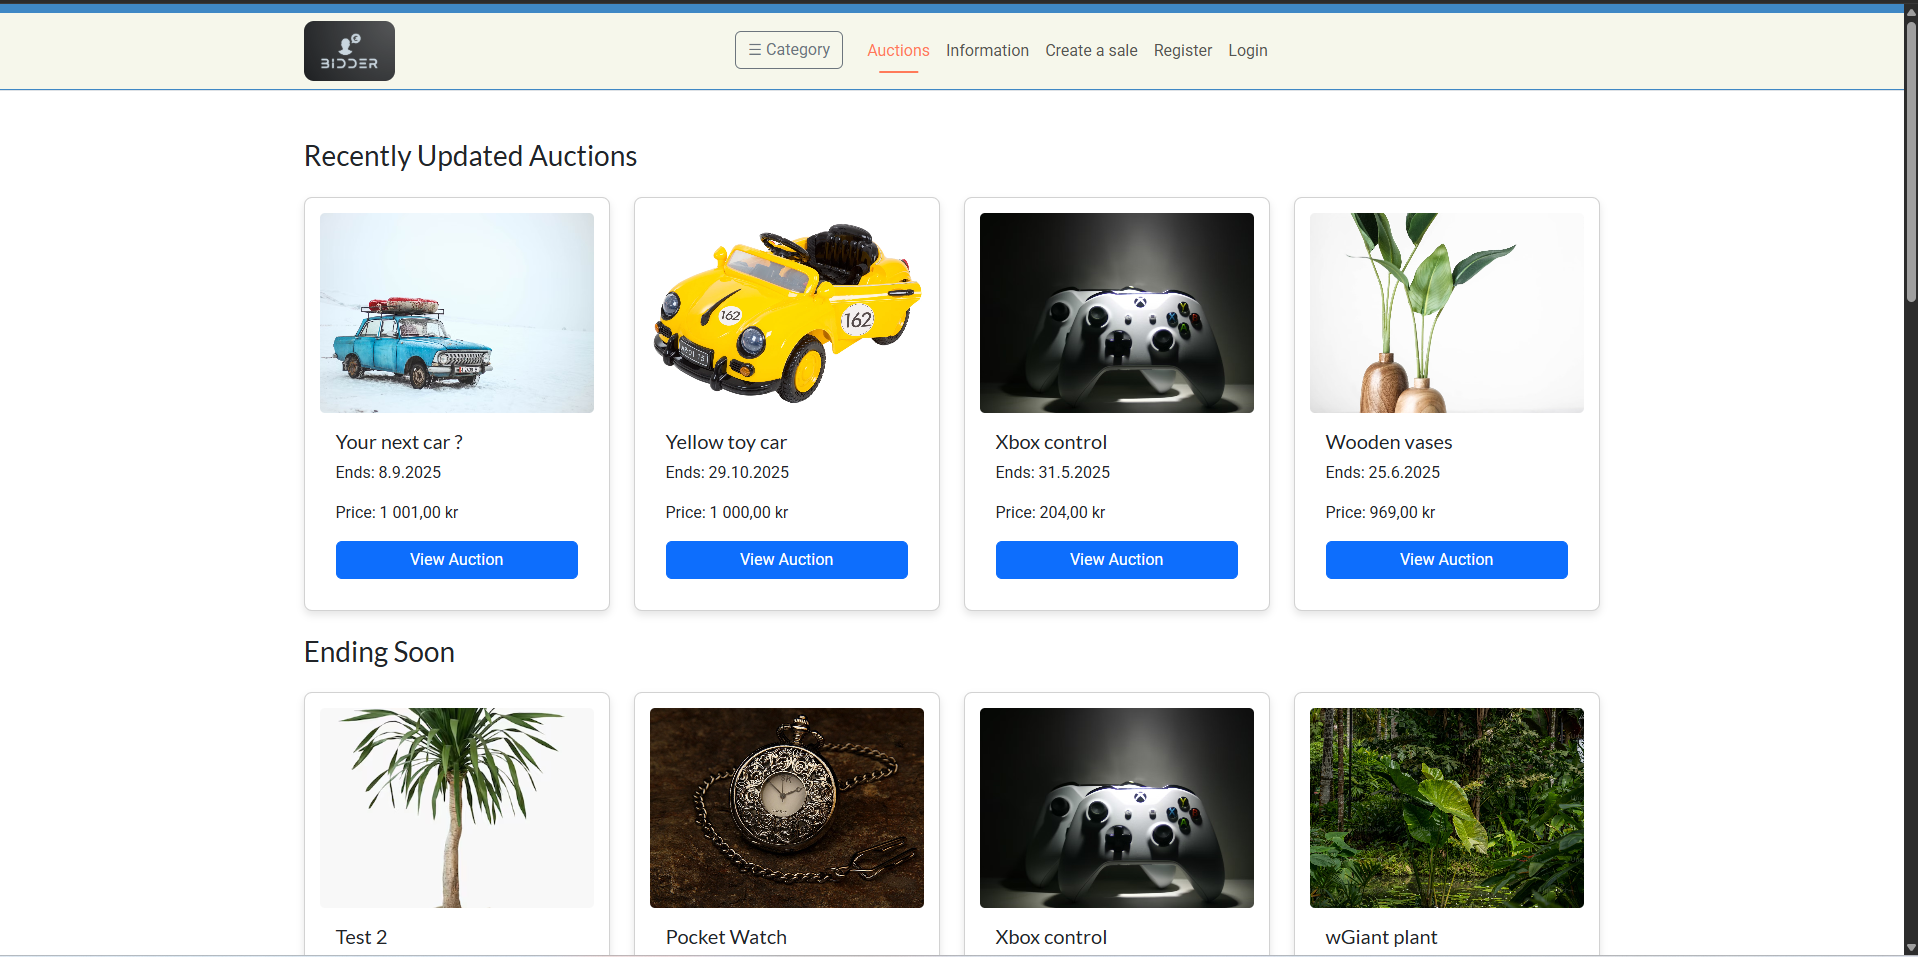 BIDDER
☰ Category
Auctions
Information
Create a sale
Register
Login
Recently Updated Auctions
162
162
Your next car ?
Ends: 8.9.2025
Price: 1 001,00 kr
View Auction
Yellow toy car
Ends: 29.10.2025
Price: 1 000,00 kr
View Auction
Xbox control
Ends: 31.5.2025
Price: 204,00 kr
View Auction
Wooden vases
Ends: 25.6.2025
Price: 969,00 kr
View Auction
Ending Soon
Test 2
Pocket Watch
Xbox control
wGiant plant